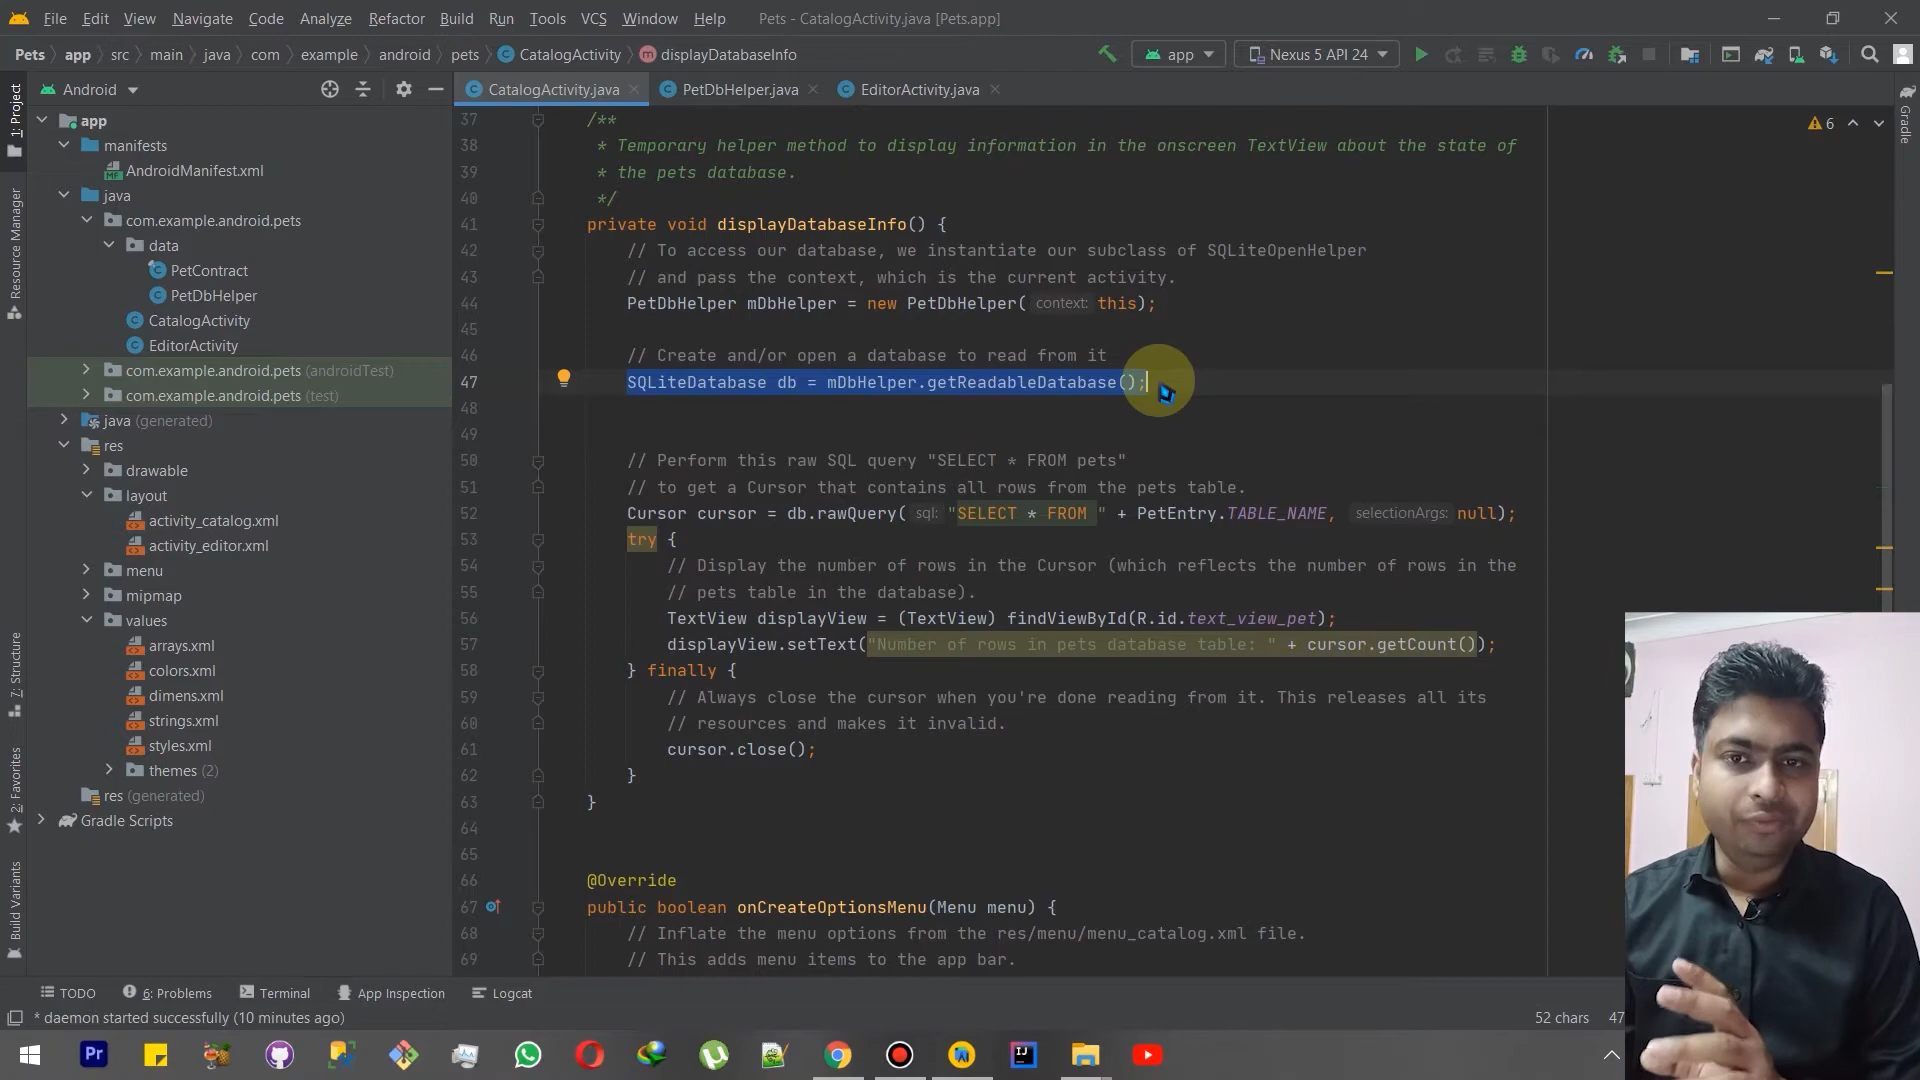 File Edit View Navigate Code Analyze Refactor Build Run Tools VCS Window Help Pets - CatalogActivity.java [Pets.app]
Pets app src main java com example android pets CatalogActivity displayDatabaseInfo app Nexus 5 API 24
Android
CatalogActivity.java PetDbHelper.java EditorActivity.java
1: Project
Resource Manager
7: Structure
2: Favorites
Build Variants
Gradle
app
manifests
AndroidManifest.xml
java
com.example.android.pets
data
PetContract
PetDbHelper
CatalogActivity
EditorActivity
com.example.android.pets (androidTest)
com.example.android.pets (test)
java (generated)
res
drawable
layout
activity_catalog.xml
activity_editor.xml
menu
mipmap
values
arrays.xml
colors.xml
dimens.xml
strings.xml
styles.xml
themes (2)
res (generated)
Gradle Scripts
6
37 /**
38 * Temporary helper method to display information in the onscreen TextView about the state of
39 * the pets database.
40 */
41 private void displayDatabaseInfo() {
42 // To access our database, we instantiate our subclass of SQLiteOpenHelper
43 // and pass the context, which is the current activity.
44 PetDbHelper mDbHelper = new PetDbHelper( context: this);
45
46 // Create and/or open a database to read from it
47 SQLiteDatabase db = mDbHelper.getReadableDatabase();
48
49
50 // Perform this raw SQL query "SELECT * FROM pets"
51 // to get a Cursor that contains all rows from the pets table.
52 Cursor cursor = db.rawQuery( sql: "SELECT * FROM " + PetEntry.TABLE_NAME, selectionArgs: null);
53 try {
54 // Display the number of rows in the Cursor (which reflects the number of rows in the
55 // pets table in the database).
56 TextView displayView = (TextView) findViewById(R.id.text_view_pet);
57 displayView.setText("Number of rows in pets database table: " + cursor.getCount());
58 } finally {
59 // Always close the cursor when you're done reading from it. This releases all its
60 // resources and makes it invalid.
61 cursor.close();
62 }
63 }
64
65
66 @Override
67 public boolean onCreateOptionsMenu(Menu menu) {
68 // Inflate the menu options from the res/menu/menu_catalog.xml file.
69 // This adds menu items to the app bar.
TODO 6: Problems Terminal App Inspection Logcat
* daemon started successfully (10 minutes ago) 52 chars 47
Pr
IJ